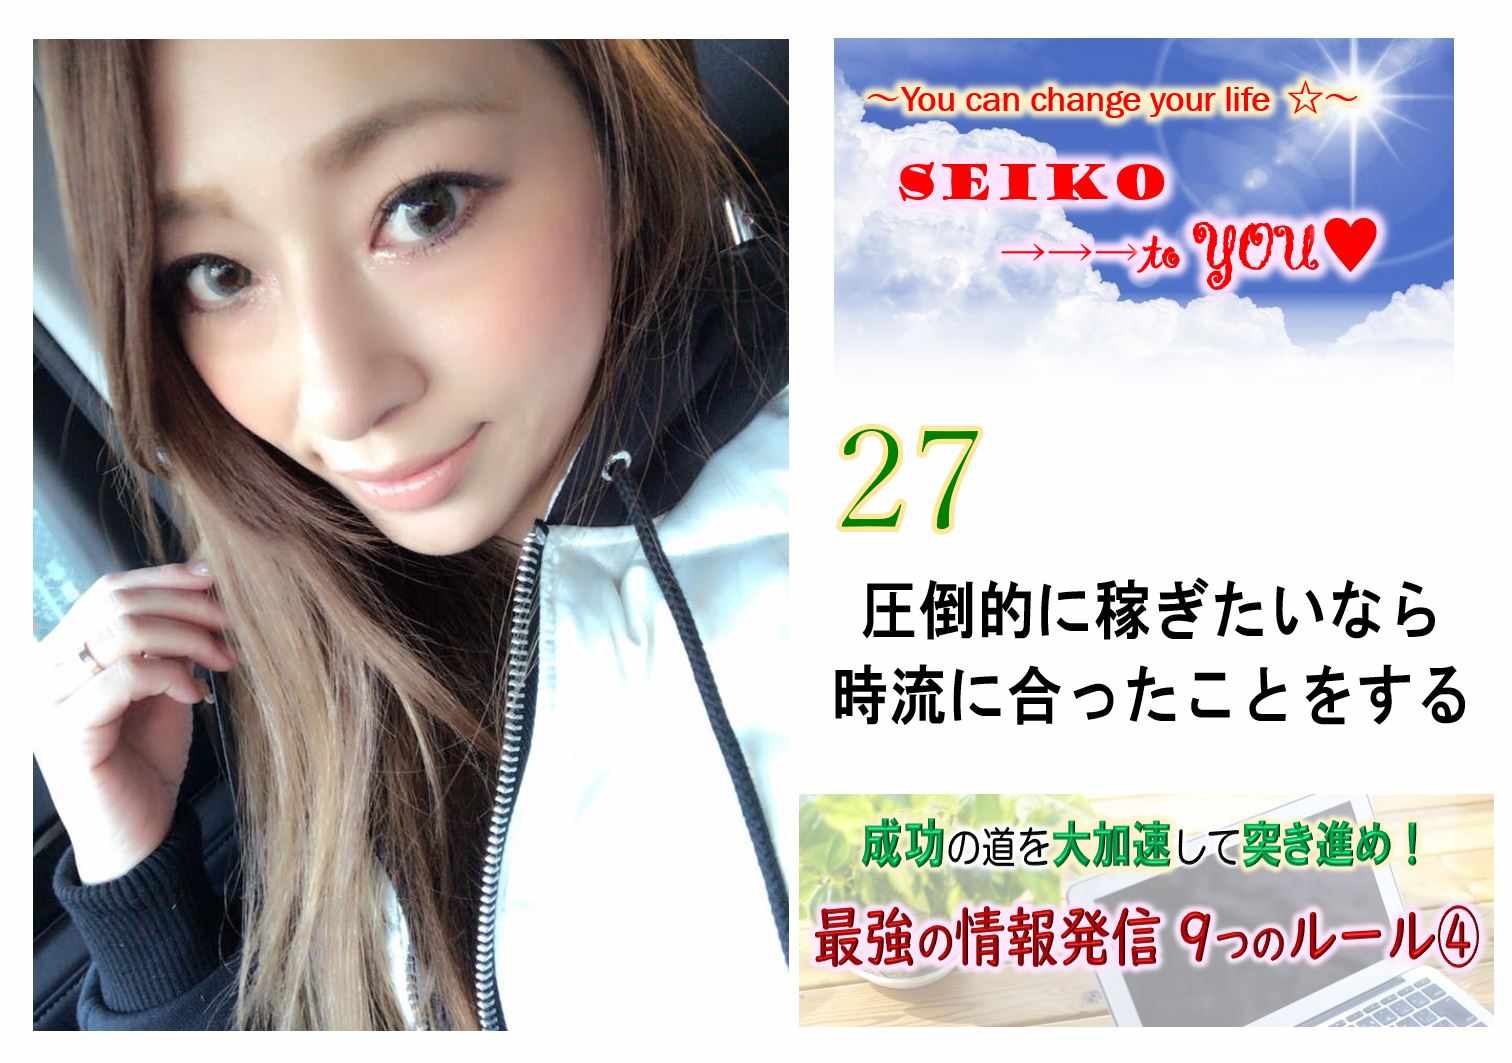 ～You can change your life ☆～
SEIKO
→→→to YOU♥
27
圧倒的に稼ぎたいなら
時流に合ったことをする
成功の道を大加速して突き進め！
最強の情報発信 9つのルール④